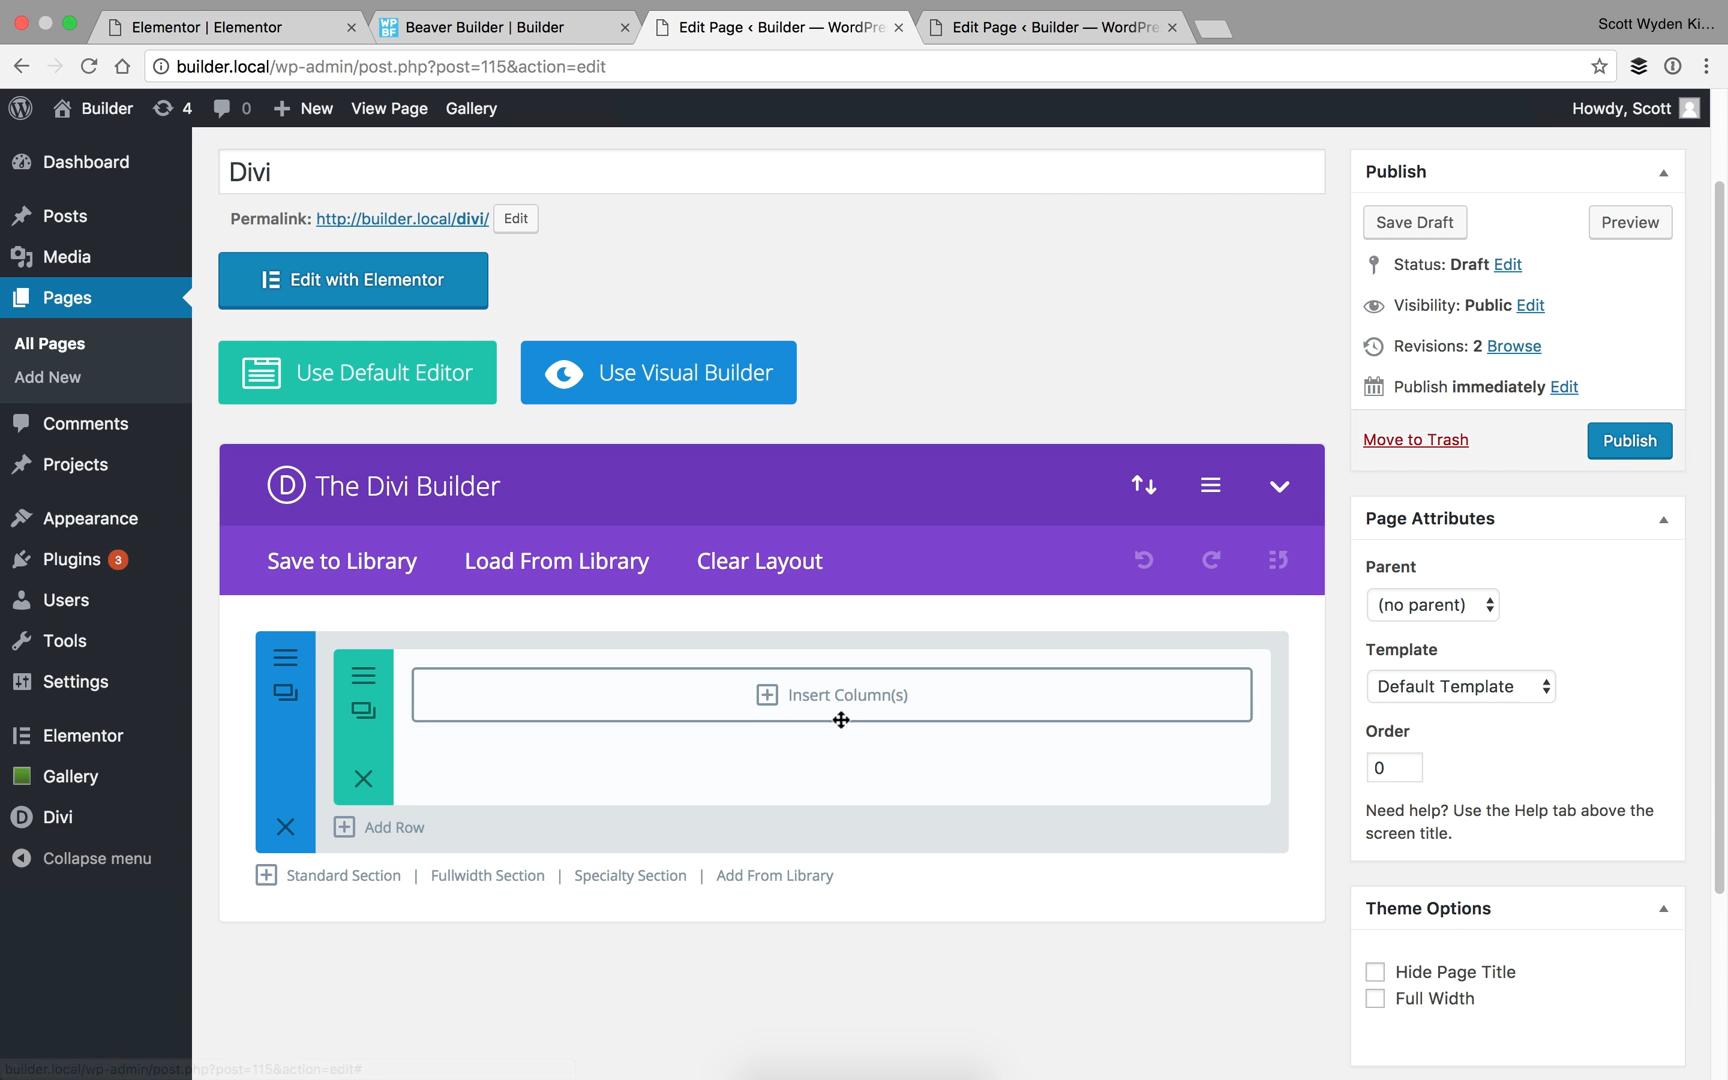 Elementor | Elementor
WP BF Beaver Builder | Builder
Edit Page ‹ Builder — WordPre
Edit Page ‹ Builder — WordPre
Scott Wyden Ki...
builder.local/wp-admin/post.php?post=115&action=edit
Builder 4 0 New View Page Gallery
Howdy, Scott
Dashboard
Posts
Media
Pages
All Pages
Add New
Comments
Projects
Appearance
Plugins 3
Users
Tools
Settings
Elementor
Gallery
Divi
Collapse menu
Divi
Permalink: http://builder.local/divi/ Edit
Edit with Elementor
Use Default Editor
Use Visual Builder
D The Divi Builder
Save to Library Load From Library Clear Layout
Insert Column(s)
Add Row
Standard Section | Fullwidth Section | Specialty Section | Add From Library
Publish
Save Draft Preview
Status: Draft Edit
Visibility: Public Edit
Revisions: 2 Browse
Publish immediately Edit
Move to Trash Publish
Page Attributes
Parent
(no parent)
Template
Default Template
Order
0
Need help? Use the Help tab above the
screen title.
Theme Options
Hide Page Title
Full Width
builder.local/wp-admin/post.php?post=115&action=edit#